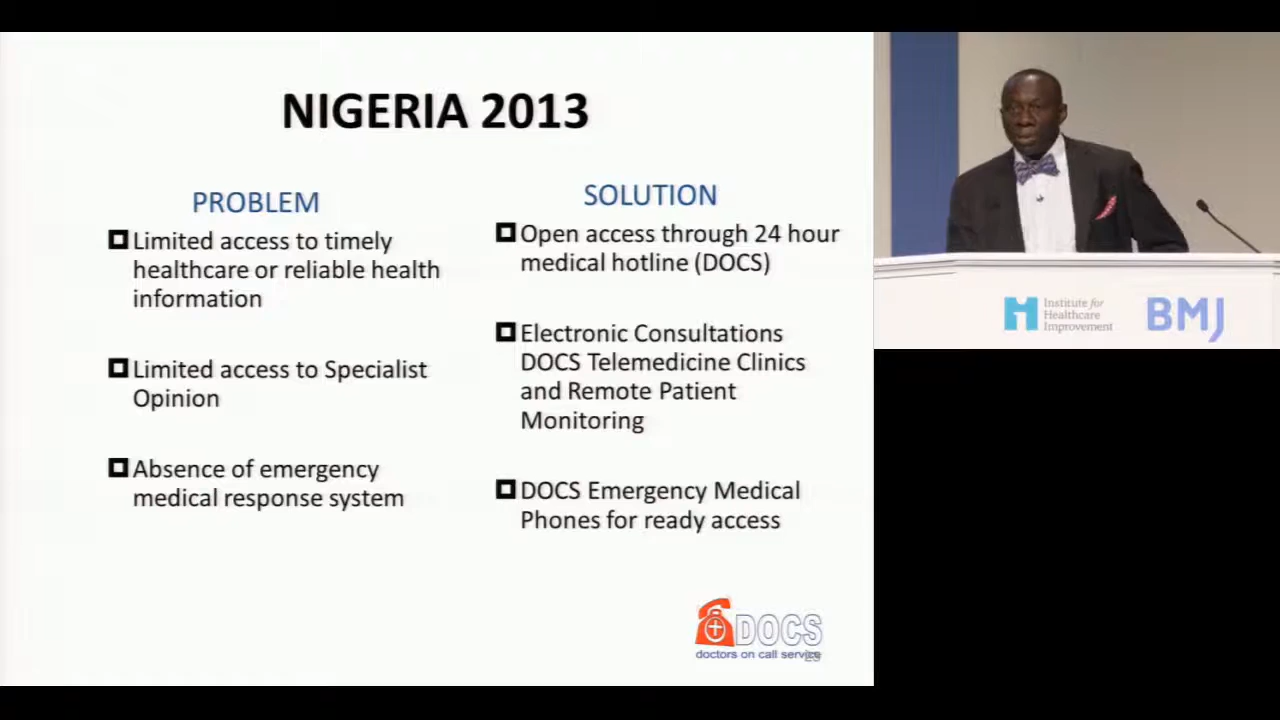 NIGERIA 2013
PROBLEM
Limited access to timely
healthcare or reliable health
information
Limited access to Specialist
Opinion
Absence of emergency
medical response system
SOLUTION
Open access through 24 hour
medical hotline (DOCS)
Electronic Consultations
DOCS Telemedicine Clinics
and Remote Patient
Monitoring
DOCS Emergency Medical
Phones for ready access
DOCS
doctors on call service
Institute for
Healthcare
Improvement
BMJ